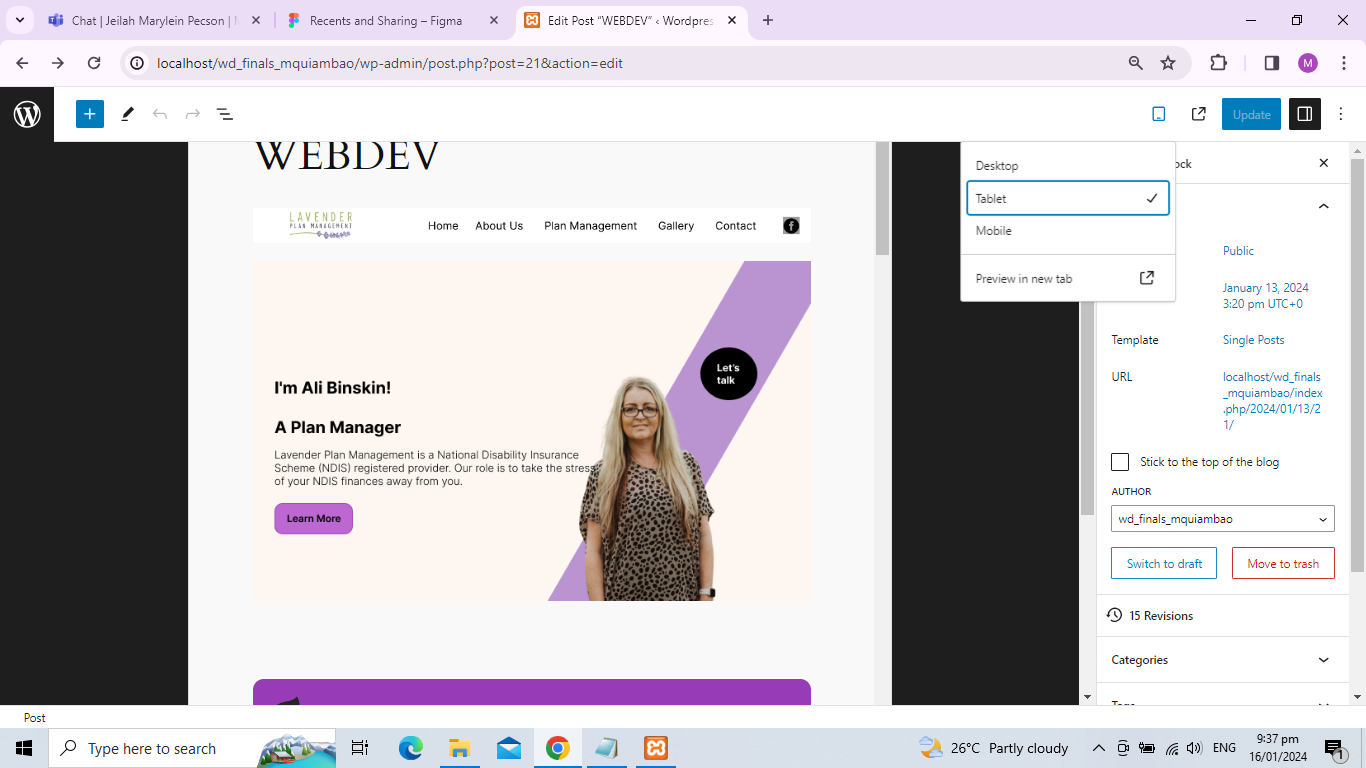 Chat | Jeilah Marylein Pecson |
Recents and Sharing – Figma
Edit Post “WEBDEV” ‹ Wordpres
localhost/wd_finals_mquiambao/wp-admin/post.php?post=21&action=edit
M
Update
WEBDEV
LAVENDER
PLAN MANAGEMENT
Home About Us Plan Management Gallery Contact
I'm Ali Binskin!
A Plan Manager
Lavender Plan Management is a National Disability Insurance
Scheme (NDIS) registered provider. Our role is to take the stress
of your NDIS finances away from you.
Learn More
Let's
talk
Desktop
Tablet
Mobile
Preview in new tab
ock
Public
January 13, 2024
3:20 pm UTC+0
Template Single Posts
URL localhost/wd_finals
_mquiambao/index
.php/2024/01/13/2
1/
Stick to the top of the blog
AUTHOR
wd_finals_mquiambao
Switch to draft Move to trash
15 Revisions
Categories
Tags
Post
Type here to search
26°C Partly cloudy
ENG
9:37 pm
16/01/2024
1